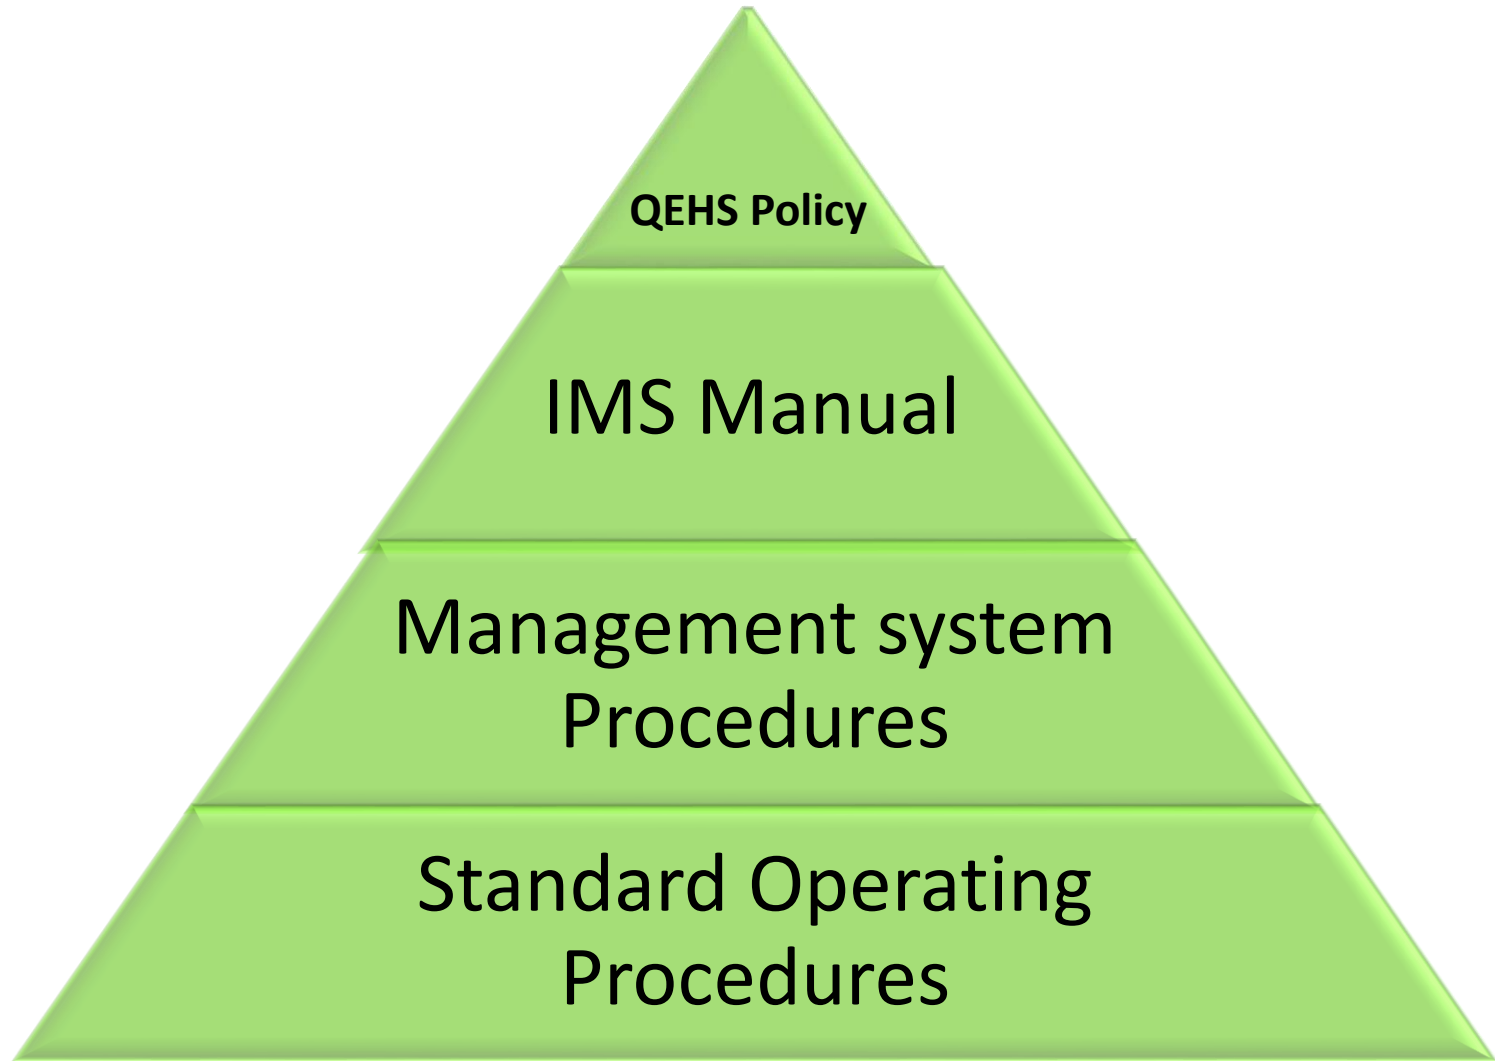 QEHS Policy
IMS Manual
Management system
Procedures
Standard Operating
Procedures